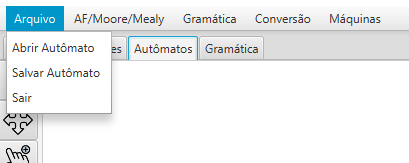 Arquivo AF/Moore/Mealy Gramática Conversão Máquinas
Autômatos Gramática
Abrir Autômato
Salvar Autômato
Sair